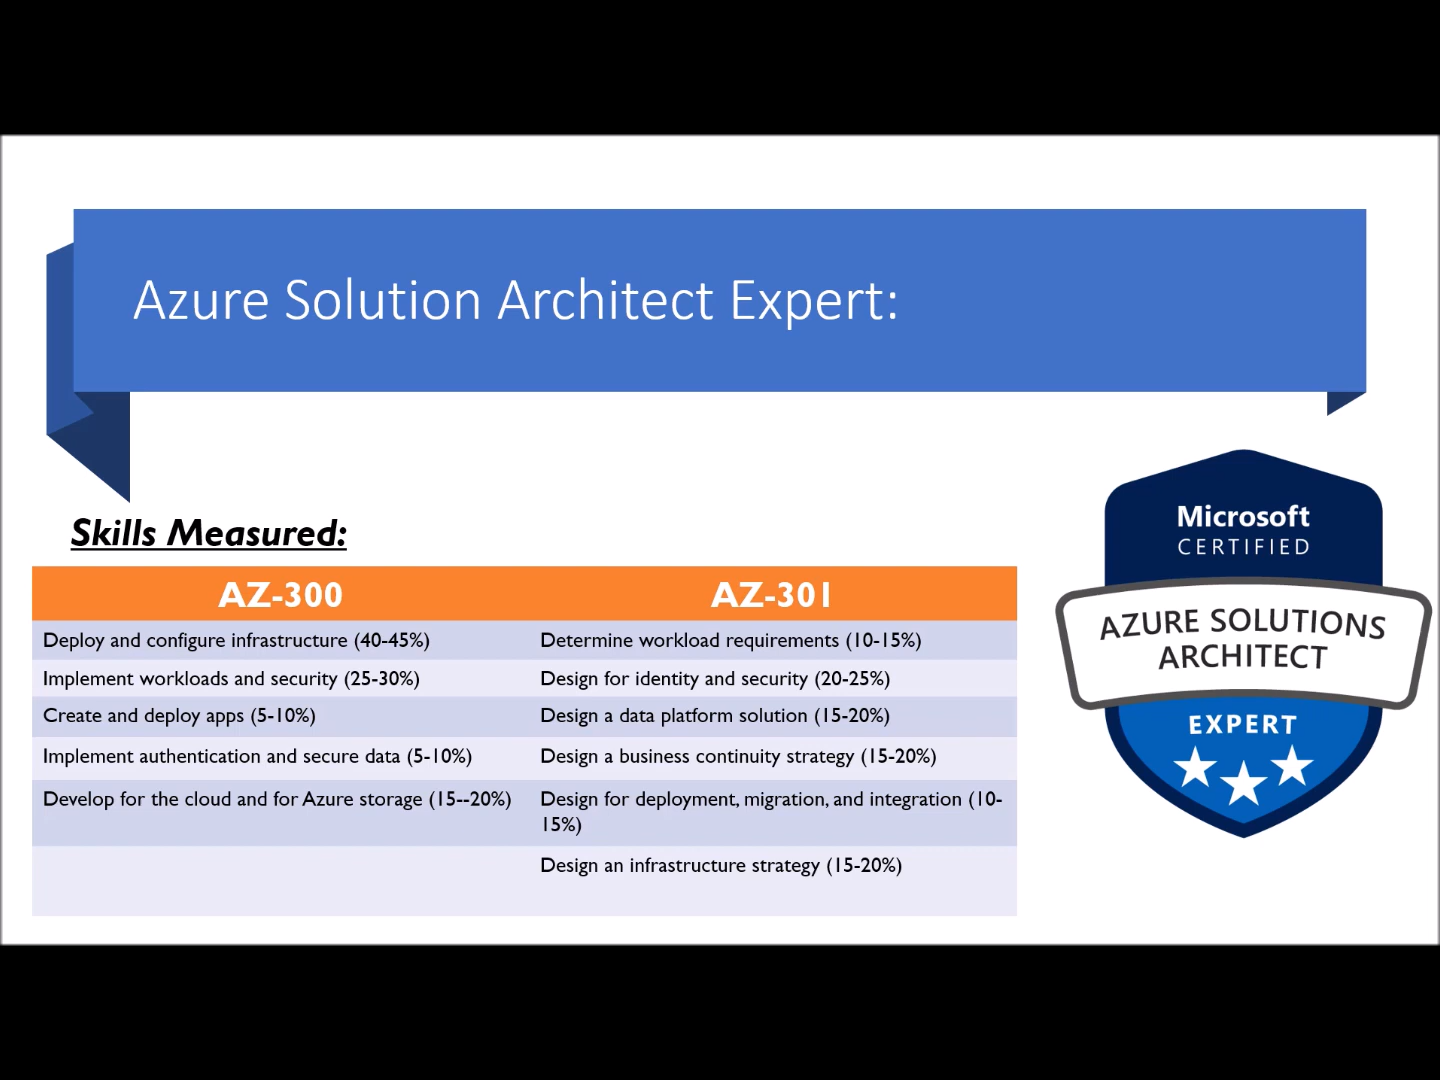 Azure Solution Architect Expert:
Skills Measured:
AZ-300 AZ-301
Deploy and configure infrastructure (40-45%) Determine workload requirements (10-15%)
Implement workloads and security (25-30%) Design for identity and security (20-25%)
Create and deploy apps (5-10%) Design a data platform solution (15-20%)
Implement authentication and secure data (5-10%) Design a business continuity strategy (15-20%)
Develop for the cloud and for Azure storage (15--20%) Design for deployment, migration, and integration (10-
15%)
Design an infrastructure strategy (15-20%)
Microsoft
CERTIFIED
AZURE SOLUTIONS
ARCHITECT
EXPERT